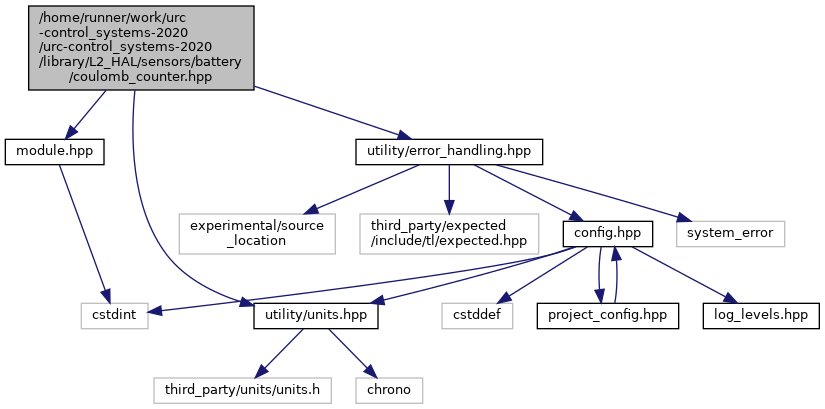 /home/runner/work/urc
-control_systems-2020
/urc-control_systems-2020
/library/L2_HAL/sensors/battery
/coulomb_counter.hpp
module.hpp
utility/error_handling.hpp
experimental/source
_location
third_party/expected
/include/tl/expected.hpp
config.hpp
system_error
cstdint
utility/units.hpp
cstddef
project_config.hpp
log_levels.hpp
third_party/units/units.h
chrono